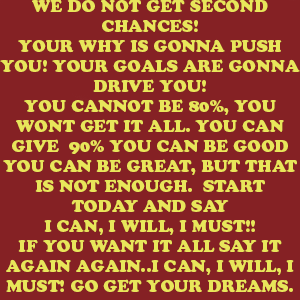 WE DO NOT GET SECOND
CHANCES!
YOUR WHY IS GONNA PUSH
YOU! YOUR GOALS ARE GONNA
DRIVE YOU!
YOU CANNOT BE 80%, YOU
WONT GET IT ALL. YOU CAN
GIVE  90% YOU CAN BE GOOD
YOU CAN BE GREAT, BUT THAT
IS NOT ENOUGH.  START
TODAY AND SAY
I CAN, I WILL, I MUST!!
IF YOU WANT IT ALL SAY IT
AGAIN AGAIN..I CAN, I WILL, I
MUST! GO GET YOUR DREAMS.